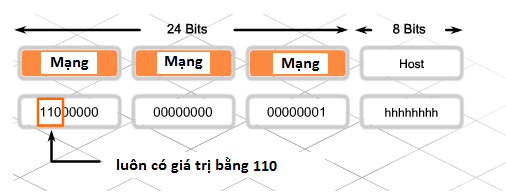 24 Bits 8 Bits
Mạng Mạng Mạng Host
11000000 00000000 00000001 hhhhhhhh
luôn có giá trị bằng 110